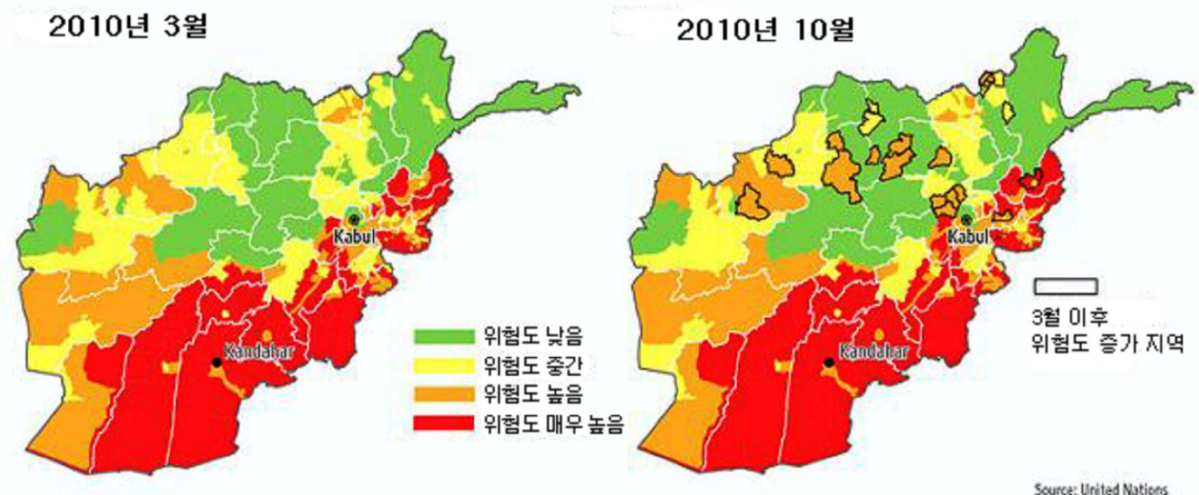 2010년 3월
2010년 10월
Kabul
Kandahar
위험도 낮음
위험도 중간
위험도 높음
위험도 매우 높음
Kabul
Kandahar
3월 이후
위험도 증가 지역
Source: United Nations